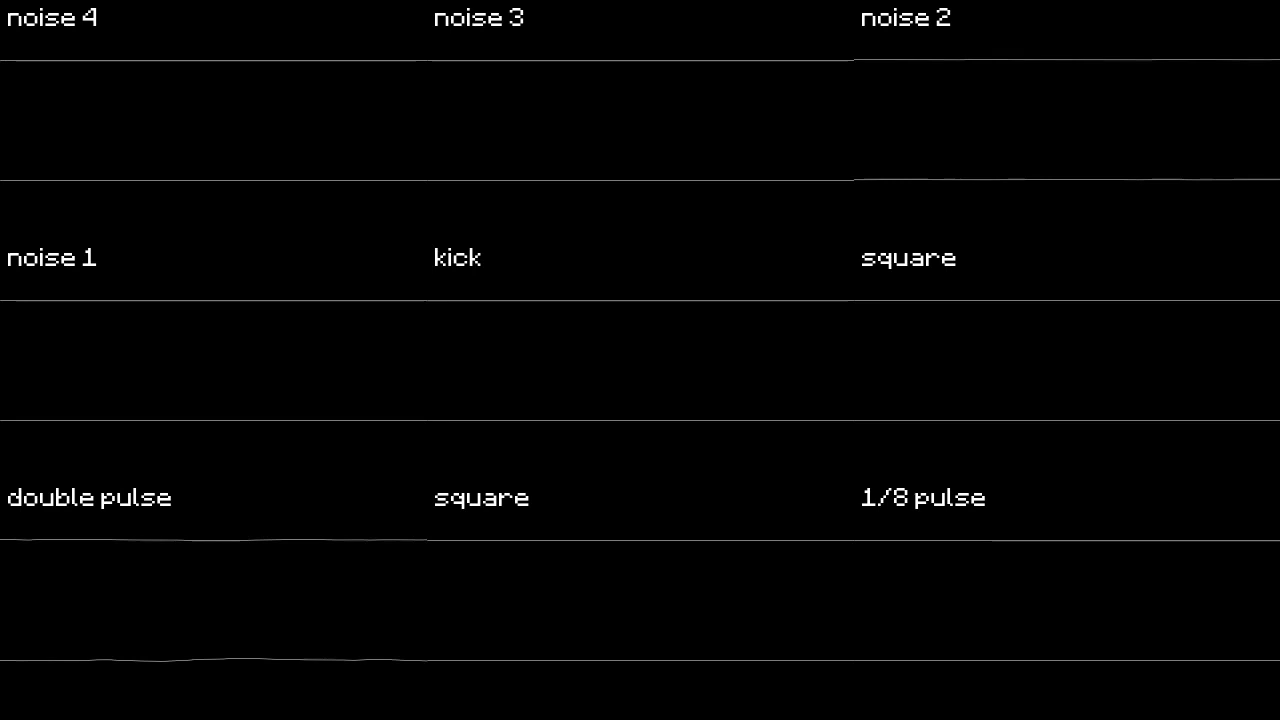 noise 4
noise 3
noise 2
noise 1
kick
square
double pulse
square
1/8 pulse